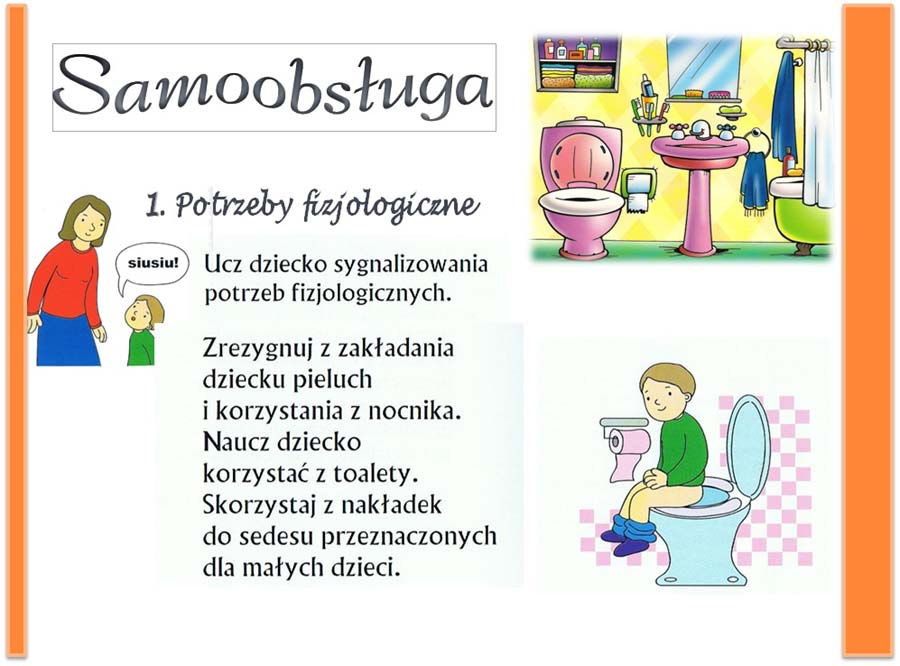 Samoobsługa
1. Potrzeby fizjologiczne
siusiu!
Ucz dziecko sygnalizowania
potrzeb fizjologicznych.
Zrezygnuj z zakładania
dziecku pieluch
i korzystania z nocnika.
Naucz dziecko
korzystać z toalety.
Skorzystaj z nakładek
do sedesu przeznaczonych
dla małych dzieci.